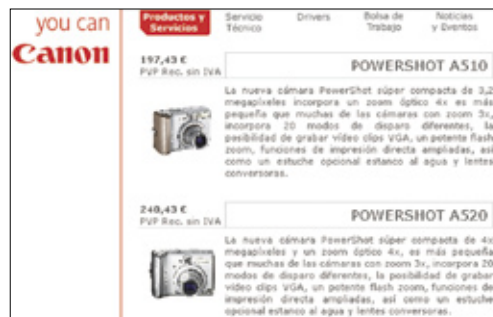 you can
Canon
Productos y Servicios
Servicio Técnico
Drivers
Bolsa de Trabajo
Noticias y Eventos
197,43 €
PVP Rec. sin IVA
POWERSHOT A510
La nueva cámara PowerShot súper compacta de 3,2
megapíxeles incorpora un zoom óptico 4x es más
pequeña que muchas de las cámaras con zoom 3x,
incorpora 20 modos de disparo diferentes, la
posibilidad de grabar vídeo clips VGA, un potente flash
zoom, funciones de impresión directa ampliadas, así
como un estuche opcional estanco al agua y lentes
conversoras.
248,43 €
PVP Rec. sin IVA
POWERSHOT A520
La nueva cámara PowerShot súper compacta de 4x
megapíxeles y un zoom óptico 4x, es más pequeña
que muchas de las cámaras con zoom 3x, incorpora 20
modos de disparo diferentes, la posibilidad de grabar
vídeo clips VGA, un potente flash zoom, funciones de
impresión directa ampliadas, así como un estuche
opcional estanco al agua y lentes conversoras.